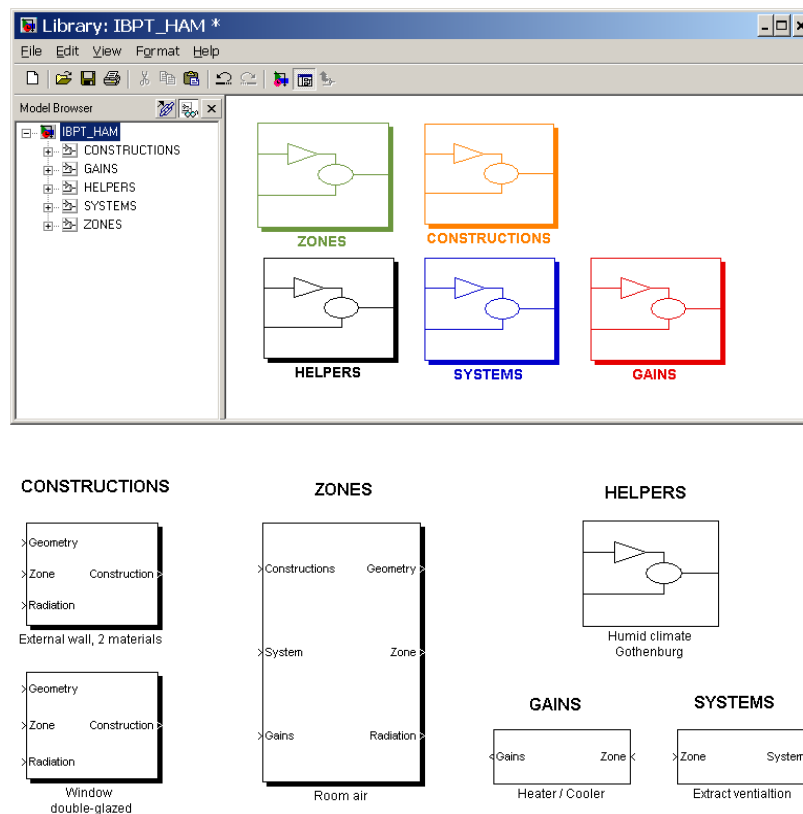 Library: IBPT_HAM *
File Edit View Format Help
Model Browser
IBPT_HAM
CONSTRUCTIONS
GAINS
HELPERS
SYSTEMS
ZONES
ZONES
CONSTRUCTIONS
HELPERS
SYSTEMS
GAINS
CONSTRUCTIONS
Geometry
Zone Construction
Radiation
External wall, 2 materials
Geometry
Zone Construction
Radiation
Window
double-glazed
ZONES
Constructions Geometry
System Zone
Gains Radiation
Room air
HELPERS
Humid climate
Gothenburg
GAINS
Gains Zone
Heater / Cooler
SYSTEMS
Zone System
Extract ventialtion